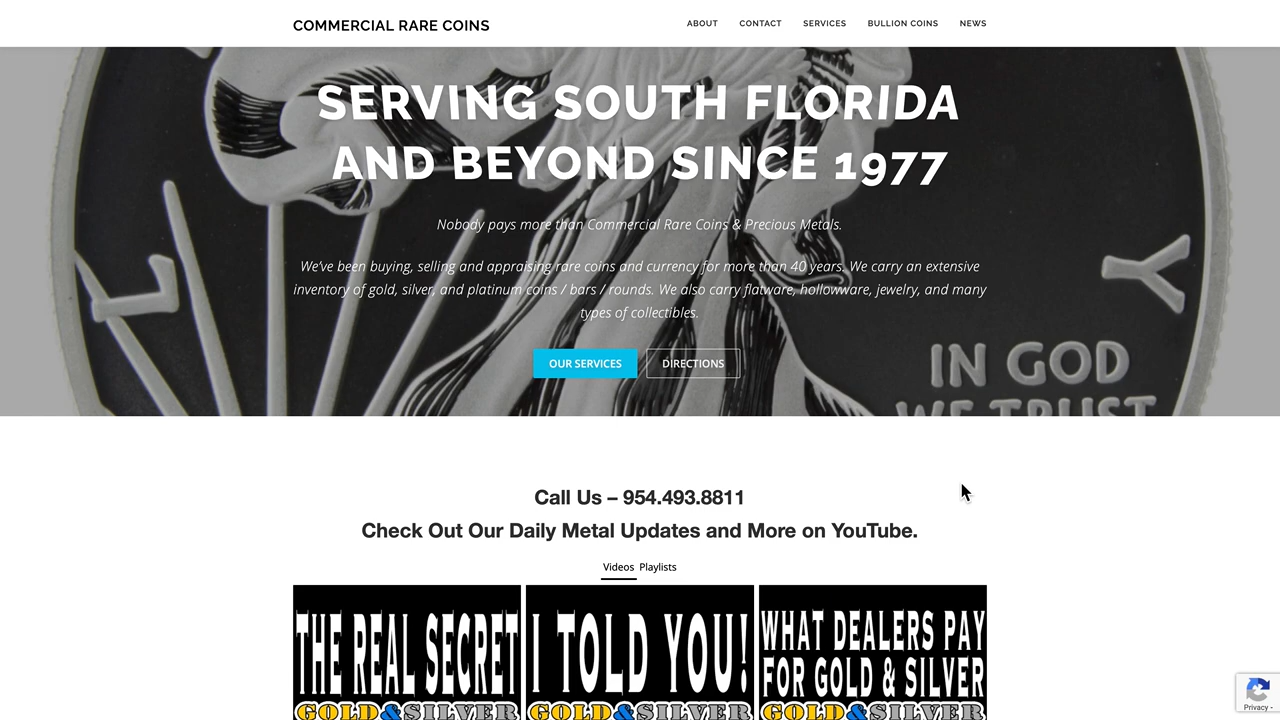 COMMERCIAL RARE COINS
ABOUT CONTACT SERVICES BULLION COINS NEWS
SERVING SOUTH FLORIDA
AND BEYOND SINCE 1977
Nobody pays more than Commercial Rare Coins & Precious Metals.
We've been buying, selling and appraising rare coins and currency for more than 40 years. We carry an extensive
inventory of gold, silver, and platinum coins / bars / rounds. We also carry flatware, hollowware, jewelry, and many
types of collectibles.
OUR SERVICES DIRECTIONS
L
Y
IN GOD
WE TRUST
Call Us – 954.493.8811
Check Out Our Daily Metal Updates and More on YouTube.
Videos Playlists
THE REAL SECRET
GOLD&SILVER
I TOLD YOU!
GOLD&SILVER
WHAT DEALERS PAY
FOR GOLD & SILVER
GOLD&SILVER
Privacy -